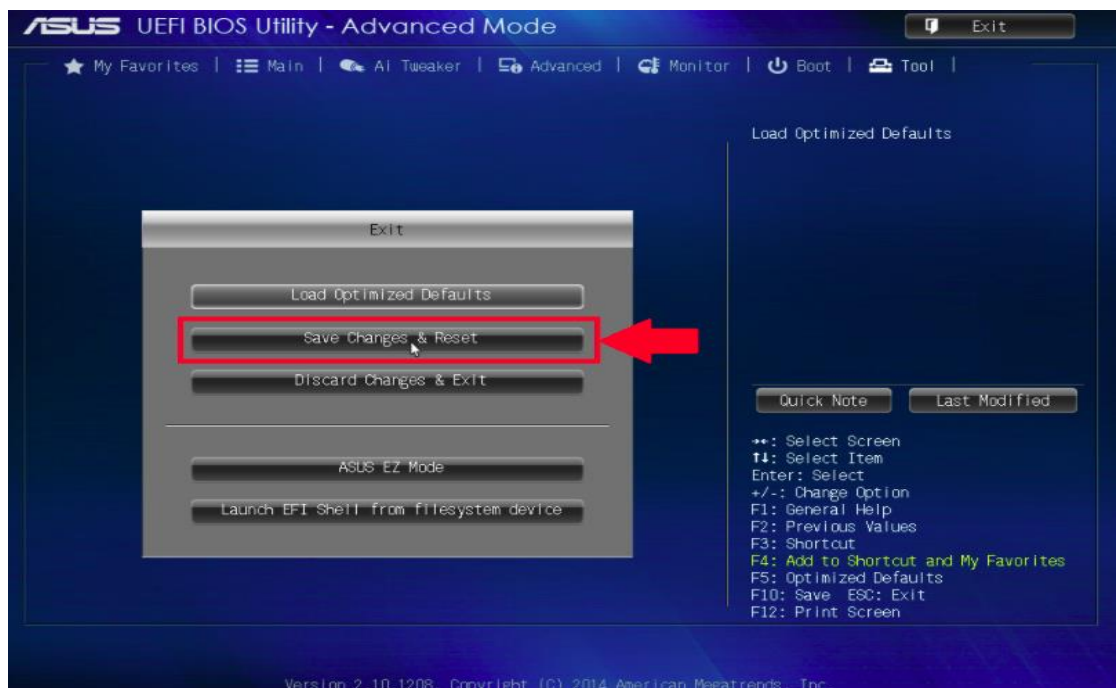 ASUS UEFI BIOS Utility - Advanced Mode
Exit
My Favorites | Main | Ai Tweaker | Advanced | Monitor | Boot | Tool |
Load Optimized Defaults
Exit
Load Optimized Defaults
Save Changes & Reset
Discard Changes & Exit
ASUS EZ Mode
Launch EFI Shell from filesystem device
Quick Note
Last Modified
→←: Select Screen
↑↓: Select Item
Enter: Select
+/-: Change Option
F1: General Help
F2: Previous Values
F3: Shortcut
F4: Add to Shortcut and My Favorites
F5: Optimized Defaults
F10: Save ESC: Exit
F12: Print Screen
Version 2.10.1208. Copyright (C) 2014 American Megatrends, Inc.